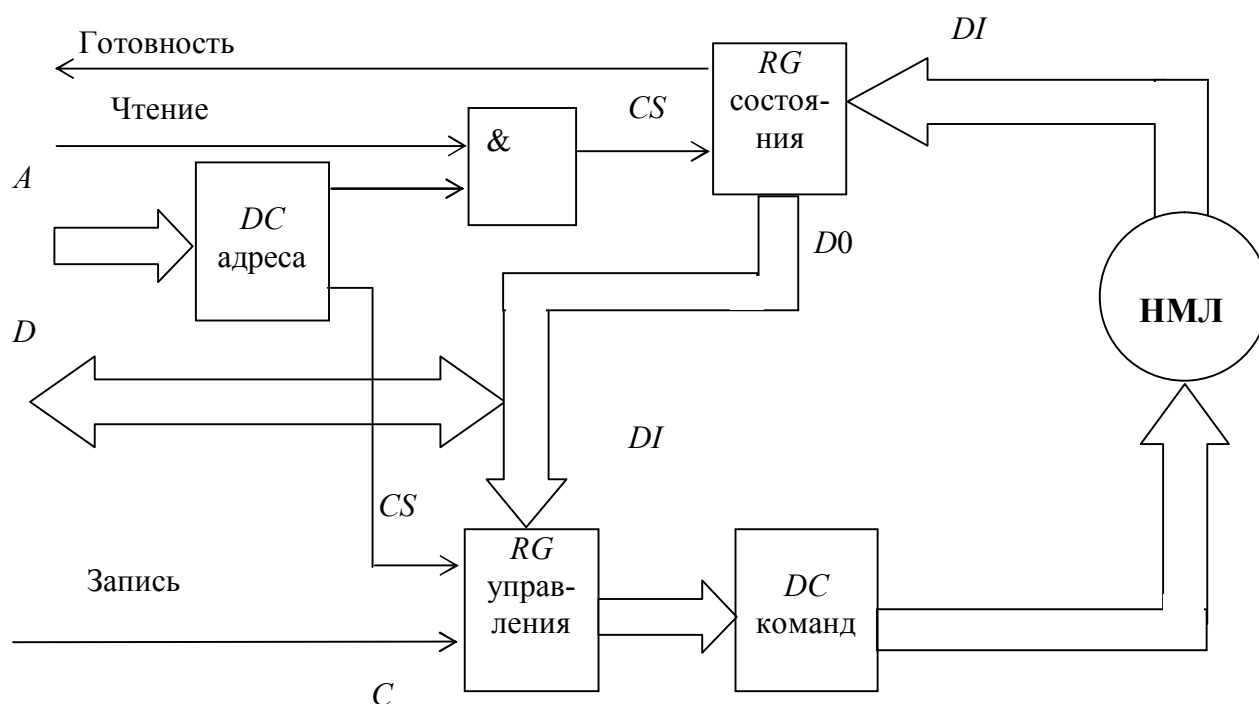 DI
Готовность
RG
состоя-
ния
Чтение
CS
&
A
DC
адреса
D0
НМЛ
D
DI
CS
RG
управ-
ления
Запись
DC
команд
C